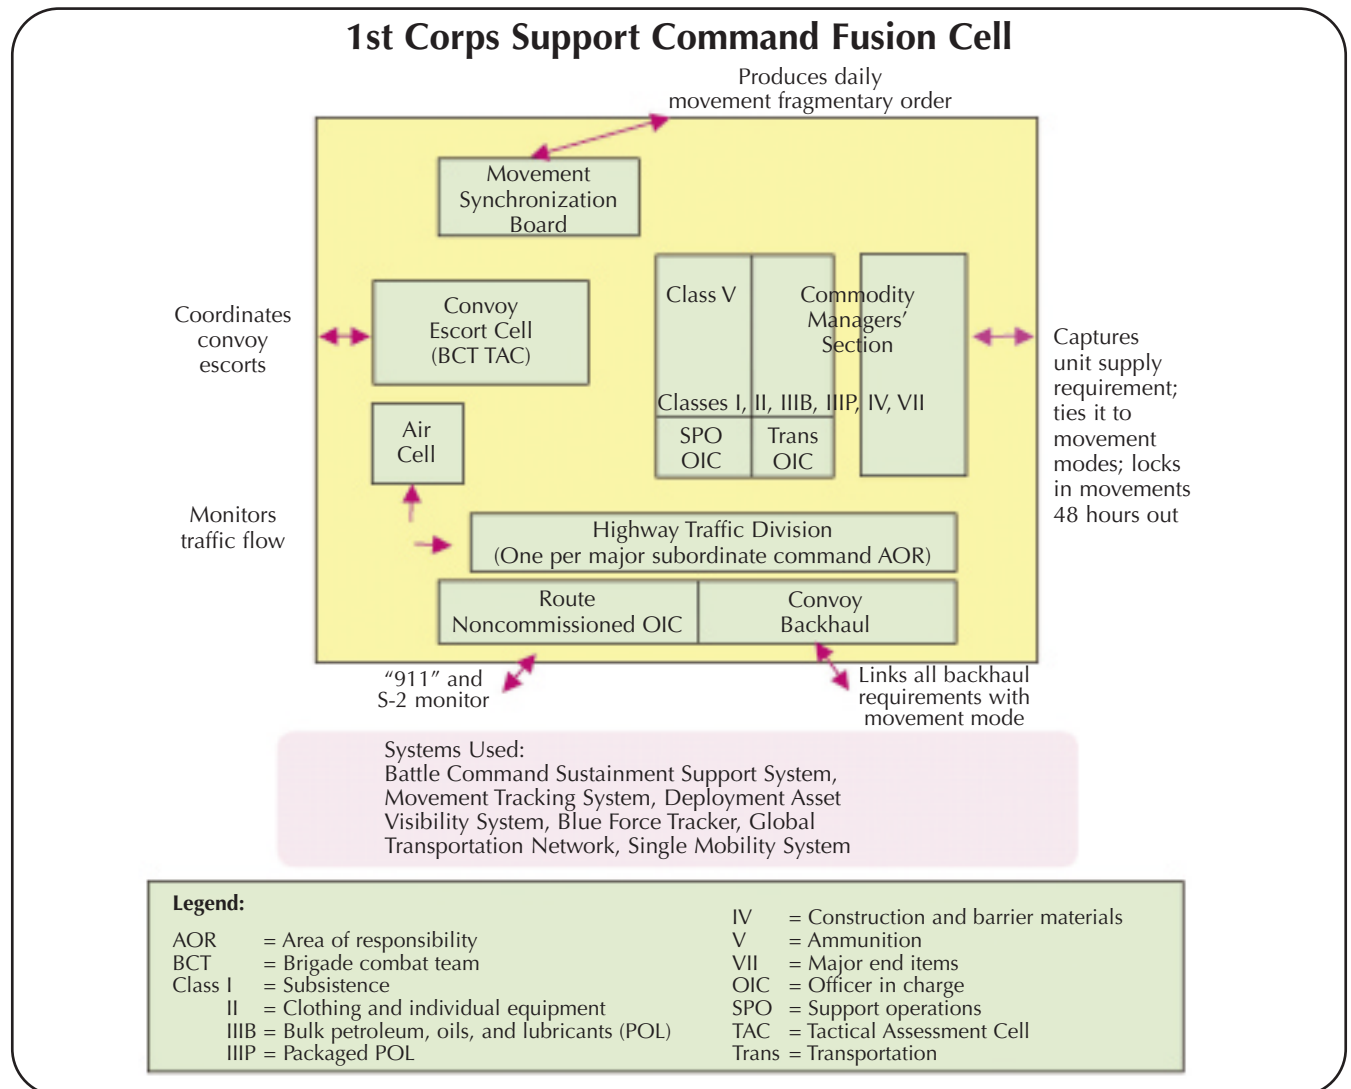 1st Corps Support Command Fusion Cell
Produces daily
movement fragmentary order
Movement
Synchronization
Board
Coordinates
convoy
escorts
Convoy
Escort Cell
(BCT TAC)
Class V
Commodity
Managers’
Section
Classes I, II, IIIB, IIIP, IV, VII
SPO
OIC
Trans
OIC
Captures
unit supply
requirement;
ties it to
movement
modes; locks
in movements
48 hours out
Air
Cell
Monitors
traffic flow
Highway Traffic Division
(One per major subordinate command AOR)
Route
Noncommissioned OIC
Convoy
Backhaul
“911” and
S-2 monitor
Links all backhaul
requirements with
movement mode
Systems Used:
Battle Command Sustainment Support System,
Movement Tracking System, Deployment Asset
Visibility System, Blue Force Tracker, Global
Transportation Network, Single Mobility System
Legend:
AOR = Area of responsibility
BCT = Brigade combat team
Class I = Subsistence
II = Clothing and individual equipment
IIIB = Bulk petroleum, oils, and lubricants (POL)
IIIP = Packaged POL
IV = Construction and barrier materials
V = Ammunition
VII = Major end items
OIC = Officer in charge
SPO = Support operations
TAC = Tactical Assessment Cell
Trans = Transportation